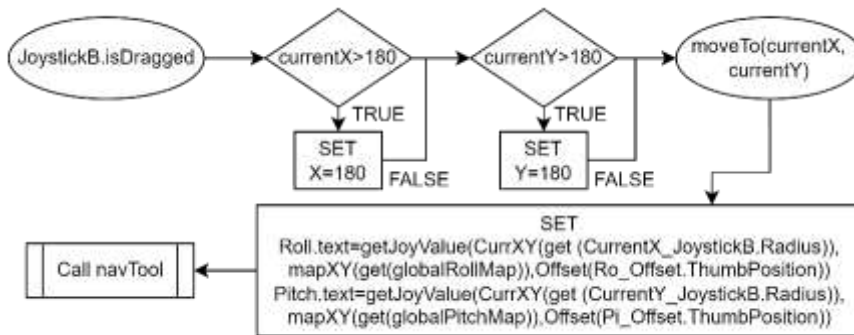 JoystickB.isDragged
currentX>180
TRUE
SET
X=180
FALSE
currentY>180
TRUE
SET
Y=180
FALSE
moveTo(currentX,
currentY)
SET
Roll.text=getJoyValue(CurrXY(get (CurrentX_JoystickB.Radius)),
mapXY(get(globalRollMap)),Offset(Ro_Offset.ThumbPosition))
Pitch.text=getJoyValue(CurrXY(get (CurrentY_JoystickB.Radius)),
mapXY(get(globalPitchMap)),Offset(Pi_Offset.ThumbPosition))
Call navTool